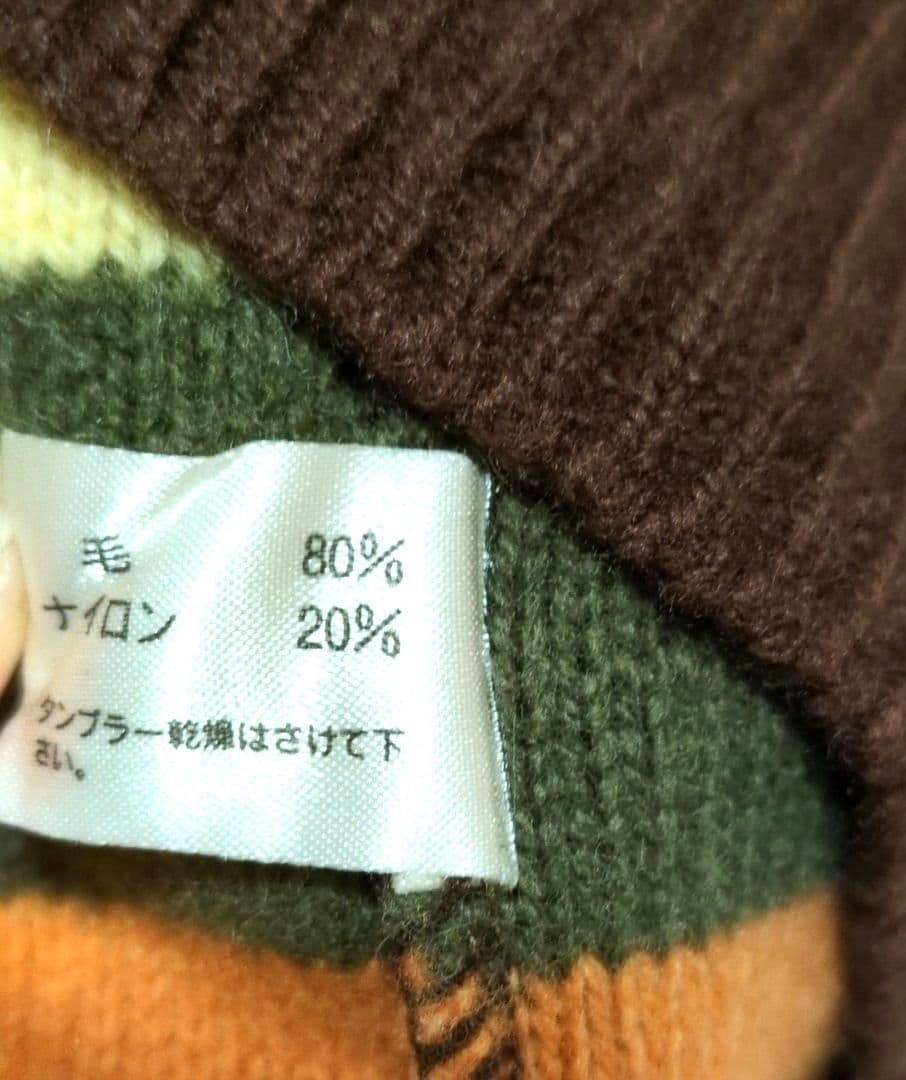 毛 80%
ナイロン 20%
タンブラー乾燥はさけて下
さい。